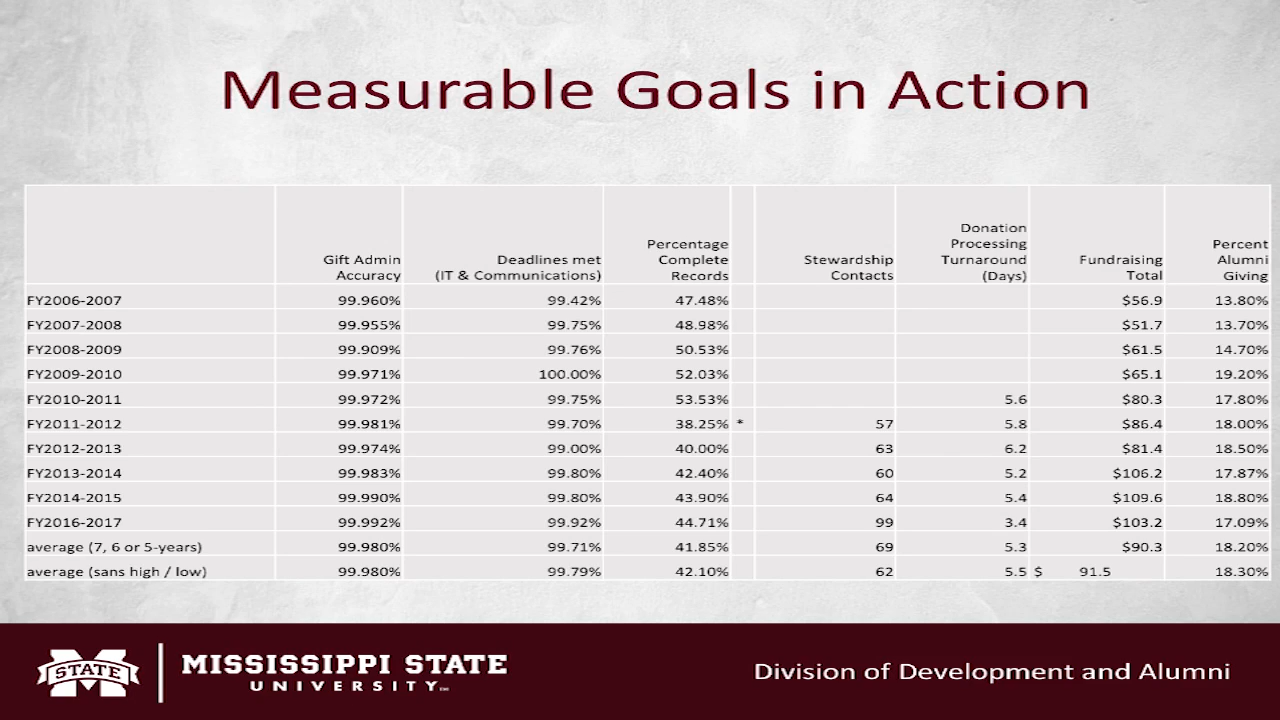 Measurable Goals in Action
Gift Admin Accuracy Deadlines met (IT & Communications) Percentage Complete Records Stewardship Contacts Donation Processing Turnaround (Days) Fundraising Total Percent Alumni Giving
FY2006-2007 99.960% 99.42% 47.48% $56.9 13.80%
FY2007-2008 99.955% 99.75% 48.98% $51.7 13.70%
FY2008-2009 99.909% 99.76% 50.53% $61.5 14.70%
FY2009-2010 99.971% 100.00% 52.03% $65.1 19.20%
FY2010-2011 99.972% 99.75% 53.53% 5.6 $80.3 17.80%
FY2011-2012 99.981% 99.70% 38.25% * 57 5.8 $86.4 18.00%
FY2012-2013 99.974% 99.00% 40.00% 63 6.2 $81.4 18.50%
FY2013-2014 99.983% 99.80% 42.40% 60 5.2 $106.2 17.87%
FY2014-2015 99.990% 99.80% 43.90% 64 5.4 $109.6 18.80%
FY2016-2017 99.992% 99.92% 44.71% 99 3.4 $103.2 17.09%
average (7, 6 or 5-years) 99.980% 99.71% 41.85% 69 5.3 $90.3 18.20%
average (sans high / low) 99.980% 99.79% 42.10% 62 5.5 $ 91.5 18.30%
STATE
MISSISSIPPI STATE
UNIVERSITY™
Division of Development and Alumni